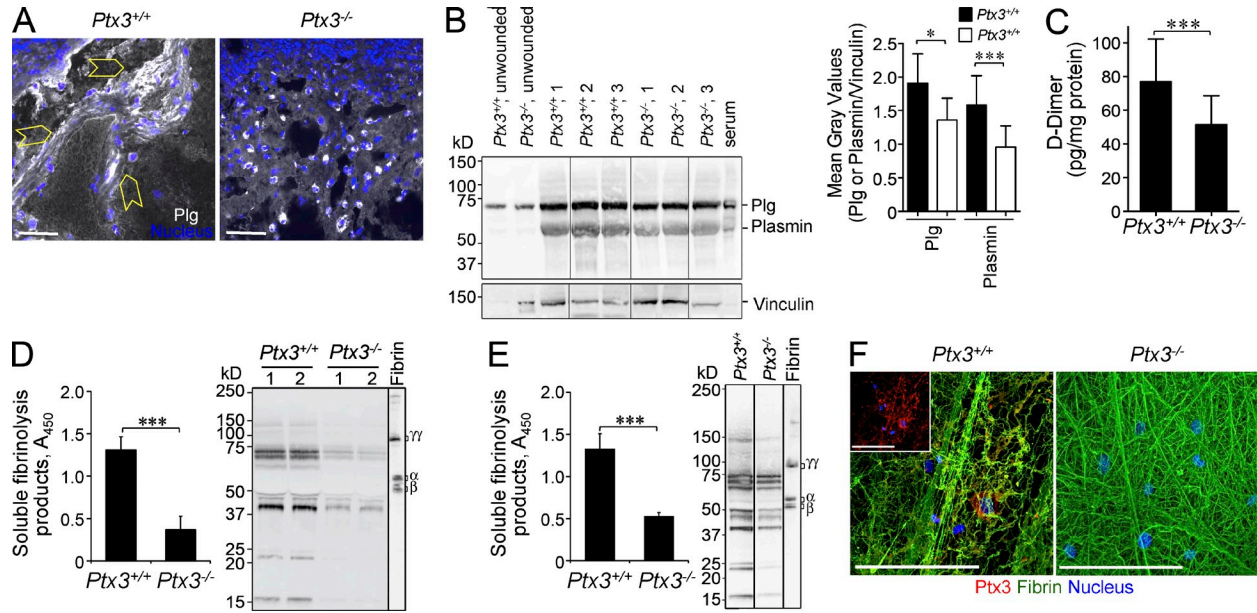 A
Ptx3+/+
Ptx3-/-
Plg
Nucleus
B
Ptx3+/+, unwounded
Ptx3-/-, unwounded
Ptx3+/+, 1
Ptx3+/+, 2
Ptx3+/+, 3
Ptx3-/-, 1
Ptx3-/-, 2
Ptx3-/-, 3
serum
kD
150
100
75
50
37
150
Plg
Plasmin
Vinculin
Ptx3+/+
Ptx3+/+
Mean Gray Values
(Plg or Plasmin/Vinculin)
2.5
2.0
1.5
1.0
0.5
0
*
***
Plg
Plasmin
C
D-Dimer
(pg/mg protein)
100
80
60
40
20
0
***
Ptx3+/+ Ptx3-/-
D
Soluble fibrinolysis
products, A450
2.0
1.5
1.0
0.5
0
***
Ptx3+/+ Ptx3-/-
Ptx3+/+ Ptx3-/-
Fibrin
kD
1 2 1 2
250
150
100
75
50
37
25
20
15
γγ
α
β
E
Soluble fibrinolysis
products, A450
2.0
1.5
1.0
0.5
0
***
Ptx3+/+ Ptx3-/-
kD
Ptx3+/+
Ptx3-/-
Fibrin
250
150
100
75
50
37
25
20
15
γγ
α
β
F
Ptx3+/+
Ptx3-/-
Ptx3 Fibrin Nucleus